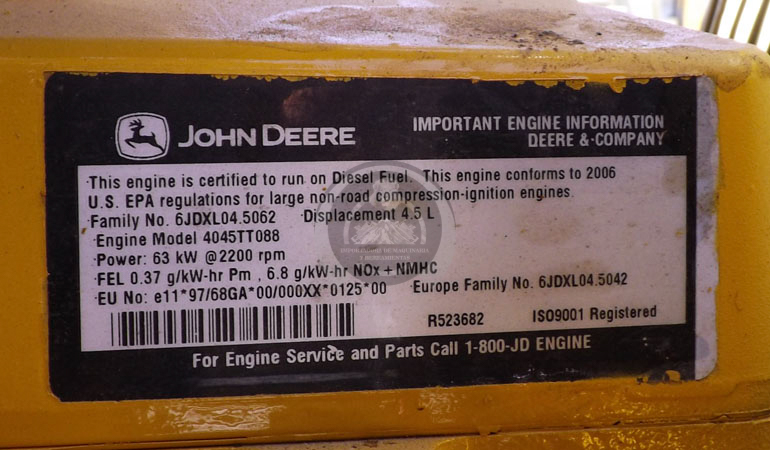 JOHN DEERE
IMPORTANT ENGINE INFORMATION
DEERE & COMPANY
This engine is certified to run on Diesel Fuel. This engine conforms to 2006
U.S. EPA regulations for large non-road compression-ignition engines.
Family No. 6JDXL04.5062 Displacement 4.5 L
Engine Model 4045TT088
Power: 63 kW @2200 rpm
FEL 0.37 g/kW-hr Pm , 6.8 g/kW-hr NOx + NMHC
EU No: e11*97/68GA*00/000XX*0125*00 Europe Family No. 6JDXL04.5042
R523682 ISO9001 Registered
For Engine Service and Parts Call 1-800-JD ENGINE